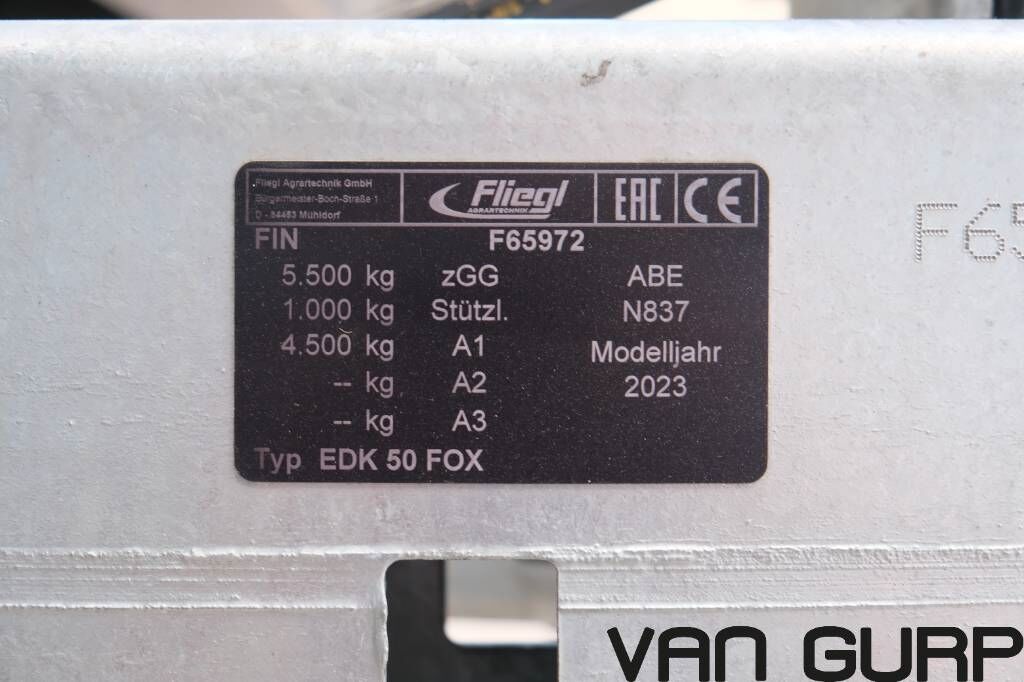 Fliegl Agrartechnik GmbH
Bürgermeister-Boch-Straße 1
D - 84453 Mühldorf
Fliegl
AGRARTECHNIK
EAC CE
FIN F65972
5.500 kg zGG ABE
1.000 kg Stützl. N837
4.500 kg A1 Modelljahr
-- kg A2 2023
-- kg A3
Typ EDK 50 FOX
F65
VAN GURP